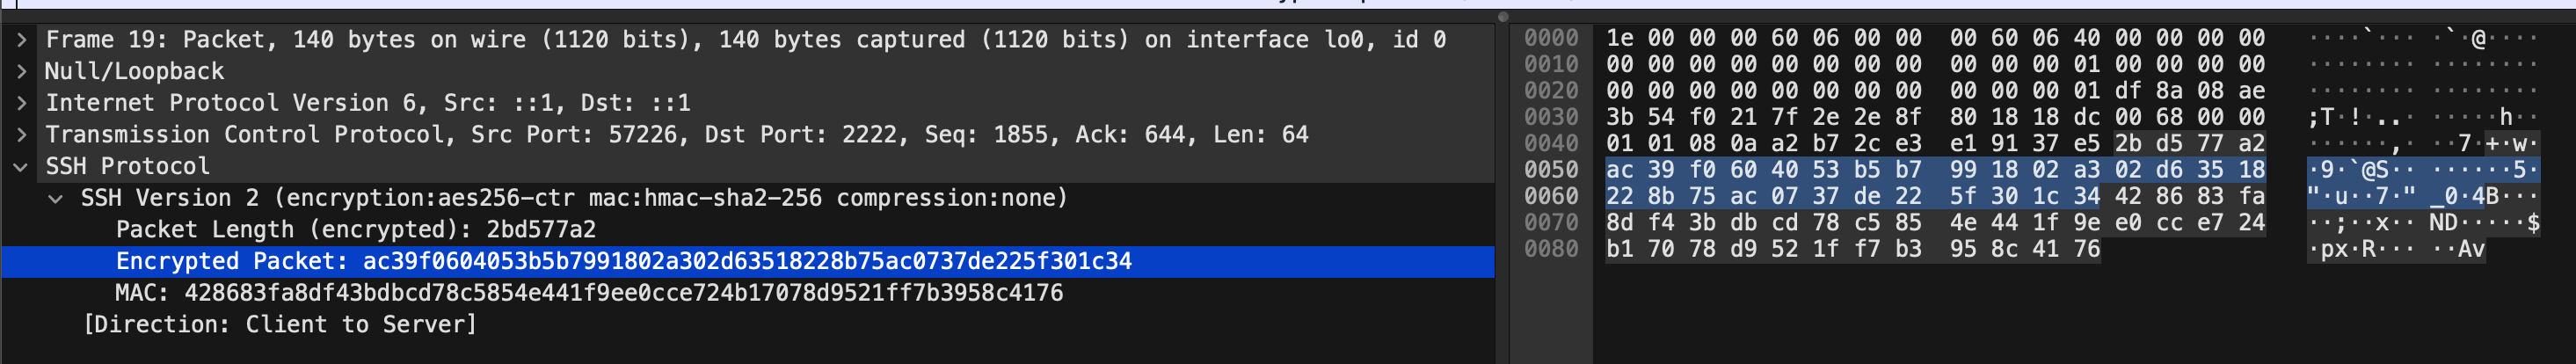 Frame 19: Packet, 140 bytes on wire (1120 bits), 140 bytes captured (1120 bits) on interface lo0, id 0
Null/Loopback
Internet Protocol Version 6, Src: ::1, Dst: ::1
Transmission Control Protocol, Src Port: 57226, Dst Port: 2222, Seq: 1855, Ack: 644, Len: 64
SSH Protocol
SSH Version 2 (encryption:aes256-ctr mac:hmac-sha2-256 compression:none)
Packet Length (encrypted): 2bd577a2
Encrypted Packet: ac39f0604053b5b7991802a302d63518228b75ac0737de225f301c34
MAC: 428683fa8df43bdbcd78c5854e441f9ee0cce724b17078d9521ff7b3958c4176
[Direction: Client to Server]
0000 1e 00 00 00 60 06 00 00 00 60 06 40 00 00 00 00 ····`··· ·`·@····
0010 00 00 00 00 00 00 00 00 00 00 00 01 00 00 00 00 ········ ········
0020 00 00 00 00 00 00 00 00 00 00 00 01 df 8a 08 ae ········ ········
0030 3b 54 f0 21 7f 2e 2e 8f 80 18 18 dc 00 68 00 00 ;T·!·..· ·····h··
0040 01 01 08 0a a2 b7 2c e3 e1 91 37 e5 2b d5 77 a2 ······,· ··7·+·w·
0050 ac 39 f0 60 40 53 b5 b7 99 18 02 a3 02 d6 35 18 ·9·`@S·· ······5·
0060 22 8b 75 ac 07 37 de 22 5f 30 1c 34 42 86 83 fa "·u··7·" _0·4B···
0070 8d f4 3b db cd 78 c5 85 4e 44 1f 9e e0 cc e7 24 ··;··x·· ND·····$
0080 b1 70 78 d9 52 1f f7 b3 95 8c 41 76 ·px·R··· ··Av